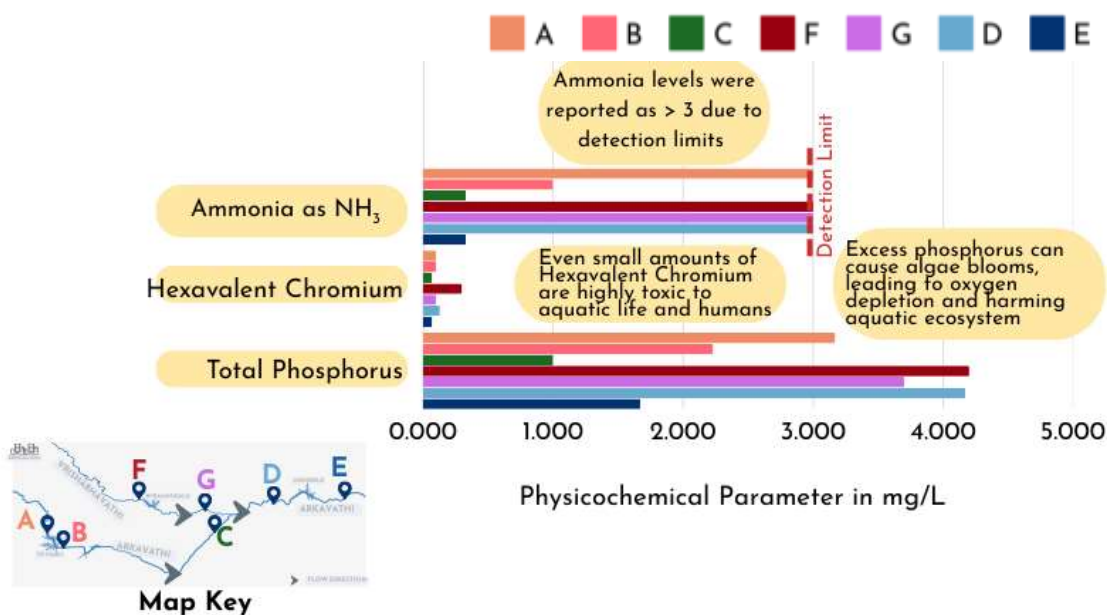 A B C F G D E
Ammonia levels were
reported as > 3 due to
detection limits
Detection Limit
Ammonia as NH₃
Even small amounts of
Hexavalent Chromium
are highly toxic to
aquatic life and humans
Excess phosphorus can
cause algae blooms,
leading to oxygen
depletion and harming
aquatic ecosystem
Hexavalent Chromium
Total Phosphorus
0.000 1.000 2.000 3.000 4.000 5.000
Physicochemical Parameter in mg/L
VRISHABHAVATHI
F
G
D
E
A
B
C
ARKAVATHI
ARKAVATHI
FLOW DIRECTION
Map Key